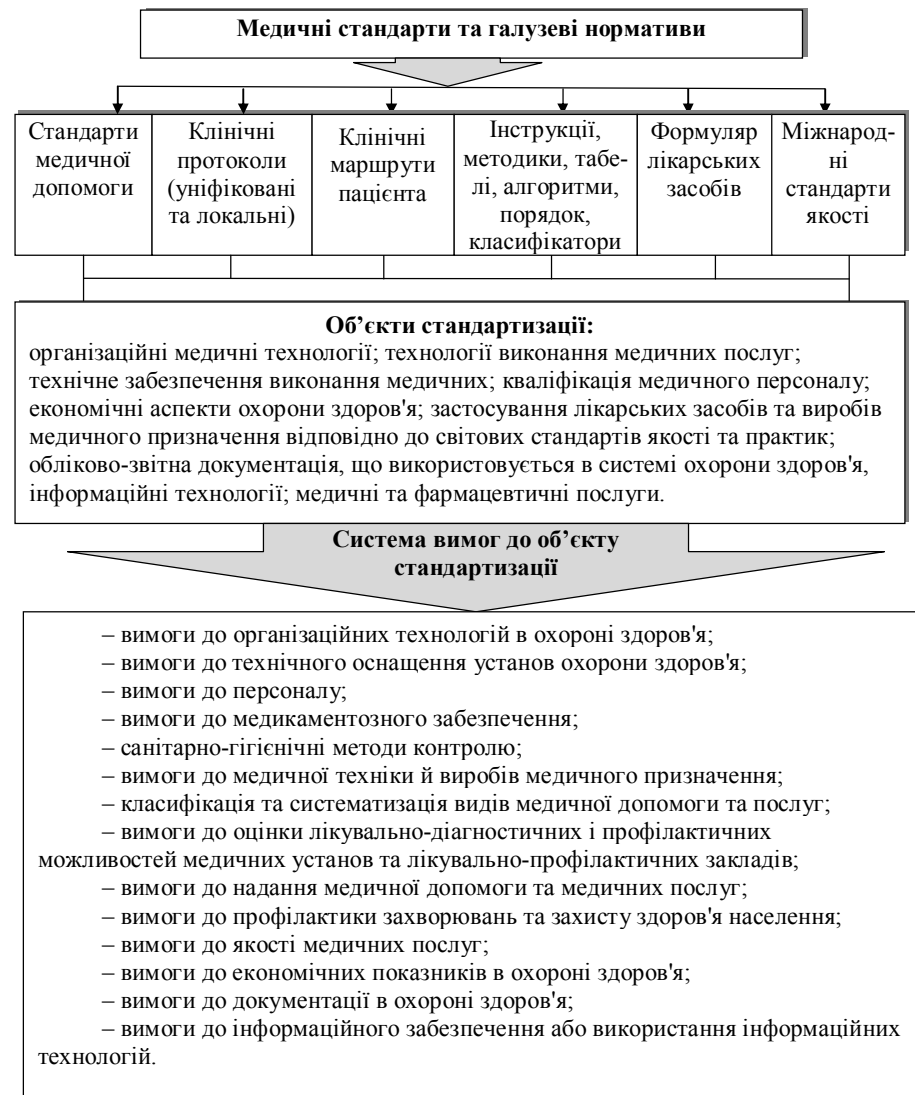 Медичні стандарти та галузеві нормативи
Стандарти
медичної
допомоги
Клінічні
протоколи
(уніфіковані
та локальні)
Клінічні
маршрути
пацієнта
Інструкції,
методики, табе-
лі, алгоритми,
порядок,
класифікатори
Формуляр
лікарських
засобів
Міжнарод-
ні
стандарти
якості
Об’єкти стандартизації:
організаційні медичні технології; технології виконання медичних послуг;
технічне забезпечення виконання медичних; кваліфікація медичного персоналу;
економічні аспекти охорони здоров'я; застосування лікарських засобів та виробів
медичного призначення відповідно до світових стандартів якості та практик;
обліково-звітна документація, що використовується в системі охорони здоров'я,
інформаційні технології; медичні та фармацевтичні послуги.
Система вимог до об’єкту
стандартизації
– вимоги до організаційних технологій в охороні здоров'я;
– вимоги до технічного оснащення установ охорони здоров'я;
– вимоги до персоналу;
– вимоги до медикаментозного забезпечення;
– санітарно-гігієнічні методи контролю;
– вимоги до медичної техніки й виробів медичного призначення;
– класифікація та систематизація видів медичної допомоги та послуг;
– вимоги до оцінки лікувально-діагностичних і профілактичних
можливостей медичних установ та лікувально-профілактичних закладів;
– вимоги до надання медичної допомоги та медичних послуг;
– вимоги до профілактики захворювань та захисту здоров'я населення;
– вимоги до якості медичних послуг;
– вимоги до економічних показників в охороні здоров'я;
– вимоги до документації в охороні здоров'я;
– вимоги до інформаційного забезпечення або використання інформаційних
технологій.